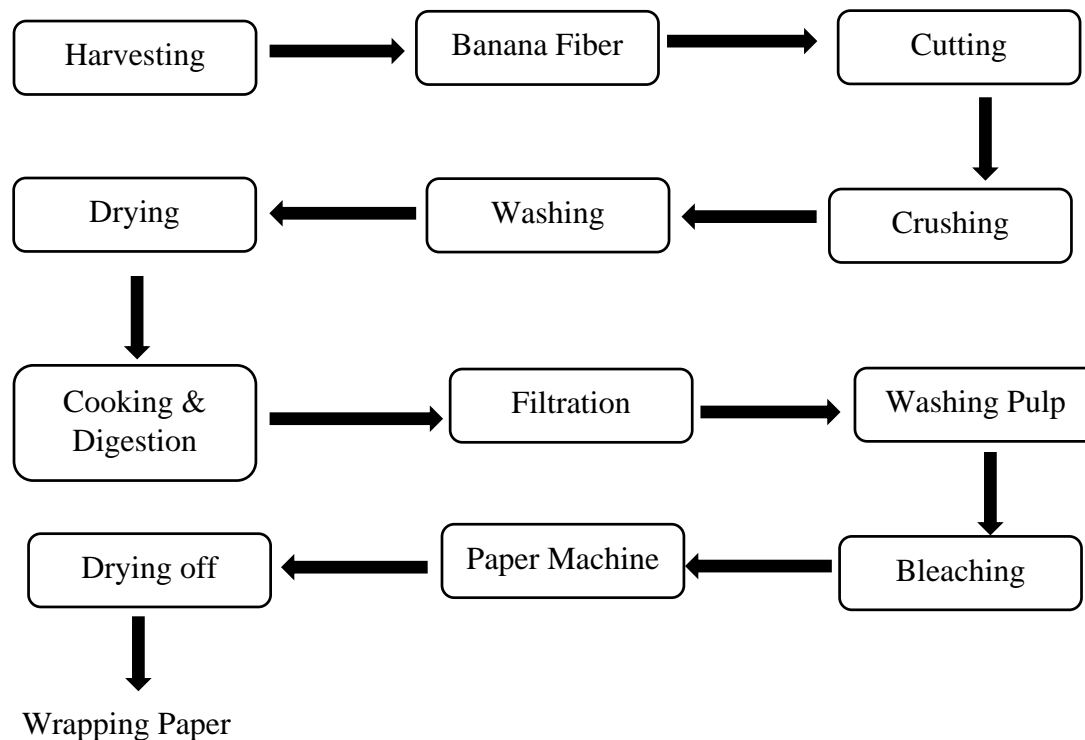 Harvesting
Banana Fiber
Cutting
Crushing
Washing
Drying
Cooking &
Digestion
Filtration
Washing Pulp
Bleaching
Paper Machine
Drying off
Wrapping Paper